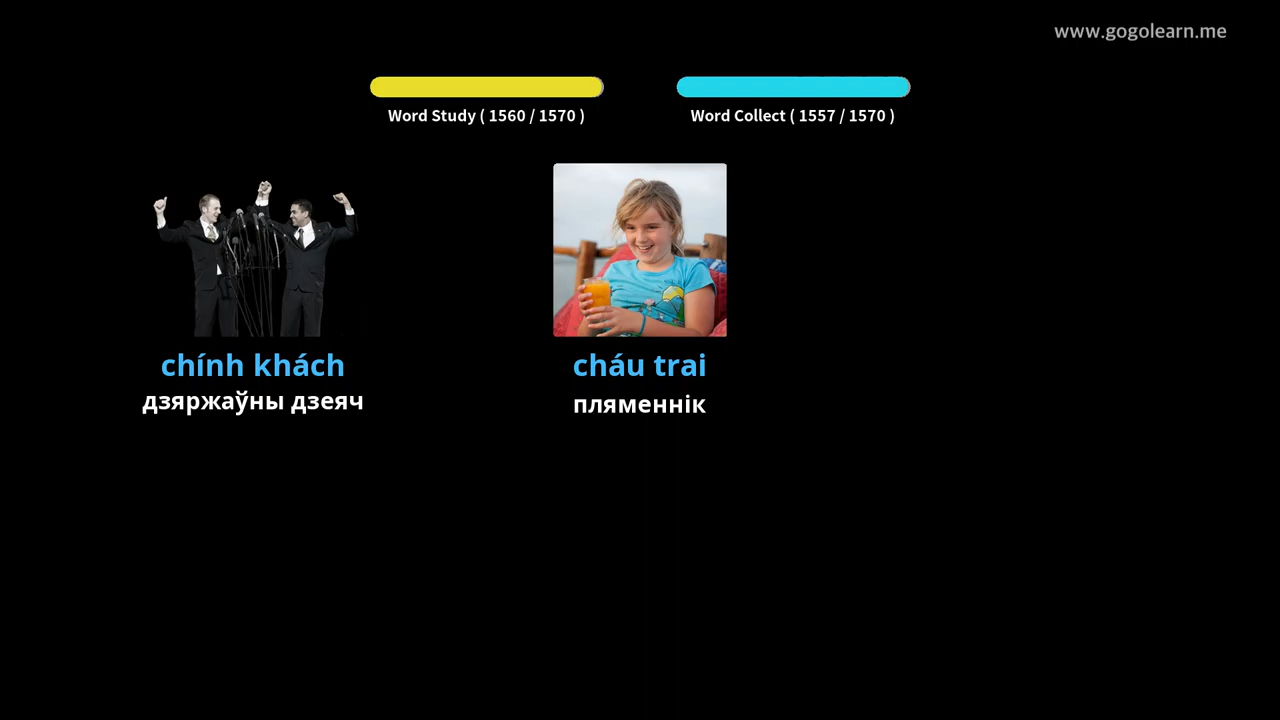 www.gogolearn.me
Word Study ( 1560 / 1570 )
Word Collect ( 1557 / 1570 )
chính khách
дзяржаўны дзеяч
cháu trai
пляменнік